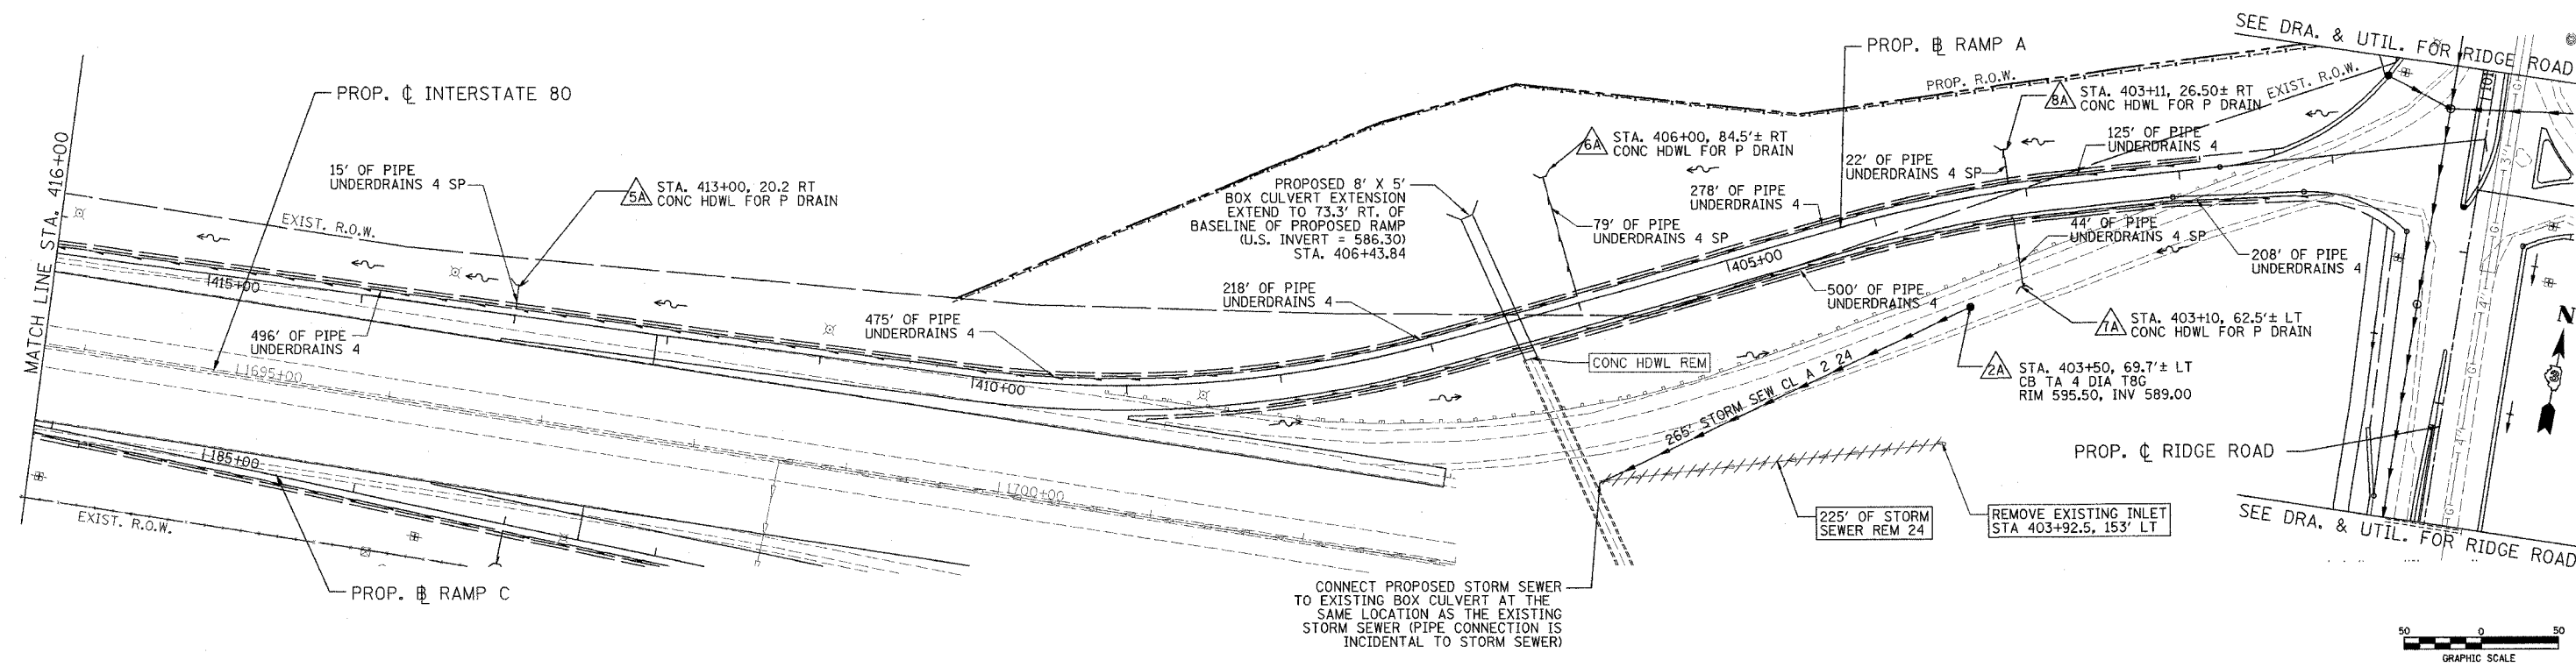 SEE DRA. & UTIL. FOR RIDGE ROAD
PROP. ℄ INTERSTATE 80
PROP. ⅊ RAMP A
PROP. R.O.W.
EXIST. R.O.W.
MATCH LINE STA. 416+00
15' OF PIPE
UNDERDRAINS 4 SP
5A
STA. 413+00, 20.2 RT
CONC HDWL FOR P DRAIN
EXIST. R.O.W.
PROPOSED 8' X 5'
BOX CULVERT EXTENSION
EXTEND TO 73.3' RT. OF
BASELINE OF PROPOSED RAMP
(U.S. INVERT = 586.30)
STA. 406+43.84
6A
STA. 406+00, 84.5'± RT
CONC HDWL FOR P DRAIN
79' OF PIPE
UNDERDRAINS 4 SP
278' OF PIPE
UNDERDRAINS 4
22' OF PIPE
UNDERDRAINS 4 SP
8A
STA. 403+11, 26.50± RT
CONC HDWL FOR P DRAIN
125' OF PIPE
UNDERDRAINS 4
44' OF PIPE
UNDERDRAINS 4 SP
208' OF PIPE
UNDERDRAINS 4
415+00
496' OF PIPE
UNDERDRAINS 4
475' OF PIPE
UNDERDRAINS 4
218' OF PIPE
UNDERDRAINS 4
405+00
500' OF PIPE
UNDERDRAINS 4
7A
STA. 403+10, 62.5'± LT
CONC HDWL FOR P DRAIN
2A
STA. 403+50, 69.7'± LT
CB TA 4 DIA T8G
RIM 595.50, INV 589.00
1695+00
410+00
CONC HDWL REM
265' STORM SEW CL A 2 24
PROP. ℄ RIDGE ROAD
N
185+00
1700+00
EXIST. R.O.W.
225' OF STORM
SEWER REM 24
REMOVE EXISTING INLET
STA 403+92.5, 153' LT
SEE DRA. & UTIL. FOR RIDGE ROAD
PROP. ⅊ RAMP C
CONNECT PROPOSED STORM SEWER
TO EXISTING BOX CULVERT AT THE
SAME LOCATION AS THE EXISTING
STORM SEWER (PIPE CONNECTION IS
INCIDENTAL TO STORM SEWER)
50 0 50
GRAPHIC SCALE